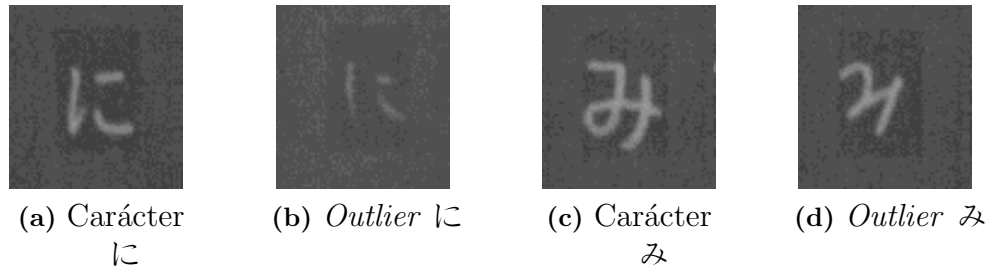 に に み み
(a) Carácter に
(b) Outlier に
(c) Carácter み
(d) Outlier み